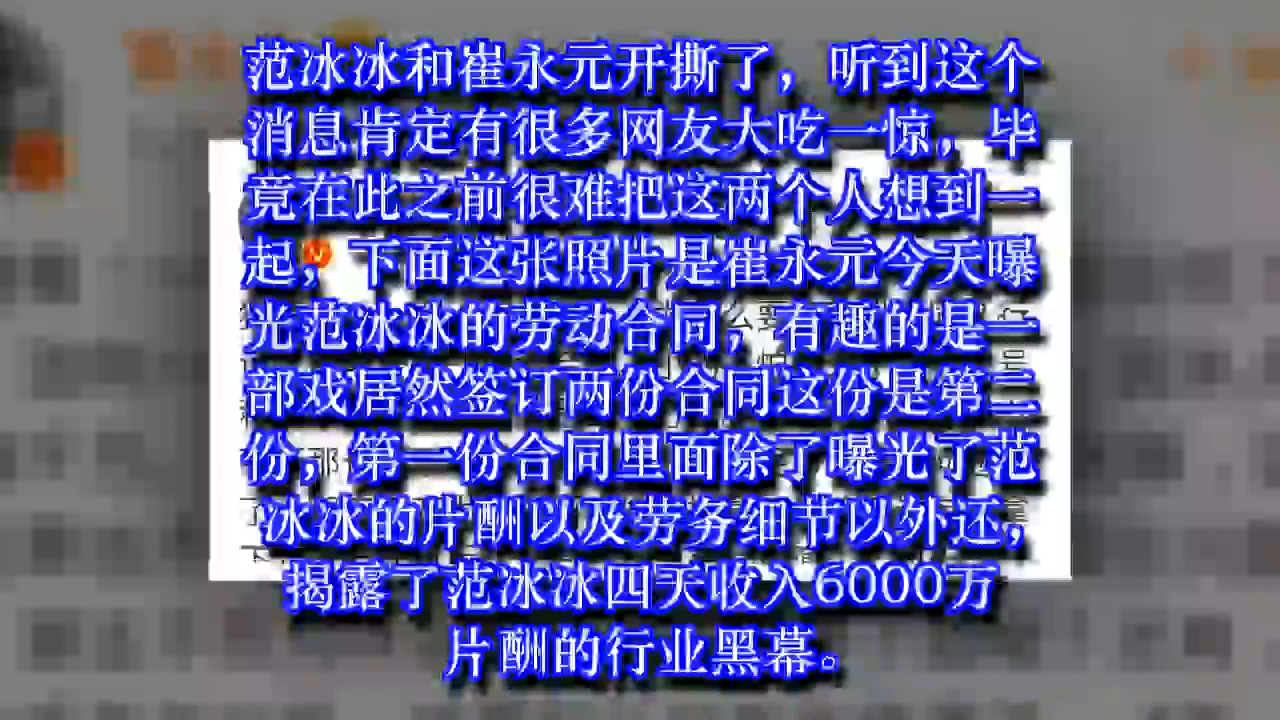 范冰冰和崔永元开撕了，听到这个
消息肯定有很多网友大吃一惊，毕
竟在此之前很难把这两个人想到一
起，下面这张照片是崔永元今天曝
光范冰冰的劳动合同，有趣的是一
部戏居然签订两份合同这份是第二
份，第一份合同里面除了曝光了范
冰冰的片酬以及劳务细节以外还，
揭露了范冰冰四天收入6000万
片酬的行业黑幕。